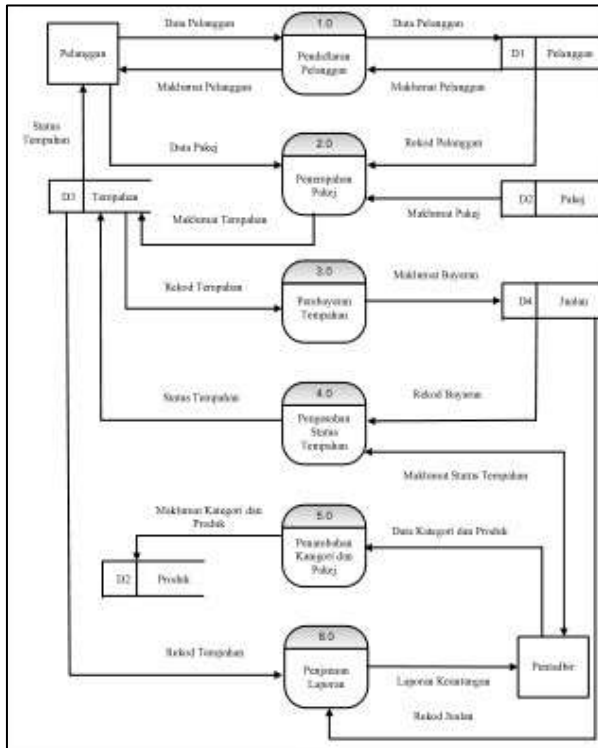 Data Pelanggan
1.0
Data Pelanggan
Pelanggan
Pendaftaran
Pelanggan
D1
Pelanggan
Maklumat Pelanggan
Maklumat Pelanggan
Status
Tempahan
Data Pakej
2.0
Rekod Pelanggan
Penempahan
Pakej
D3
Tempahan
Maklumat Tempahan
Maklumat Pakej
D2
Pakej
3.0
Rekod Tempahan
Maklumat Bayaran
Pembayaran
Tempahan
D4
Jualan
Status Tempahan
4.0
Rekod Bayaran
Pengesahan
Status
Tempahan
Maklumat Status Tempahan
Maklumat Kategori dan
Produk
5.0
Data Kategori dan Produk
Penambahan
Kategori dan
Pakej
D2
Produk
6.0
Rekod Tempahan
Penjanaan
Laporan
Laporan Keuntungan
Pentadbir
Rekod Jualan